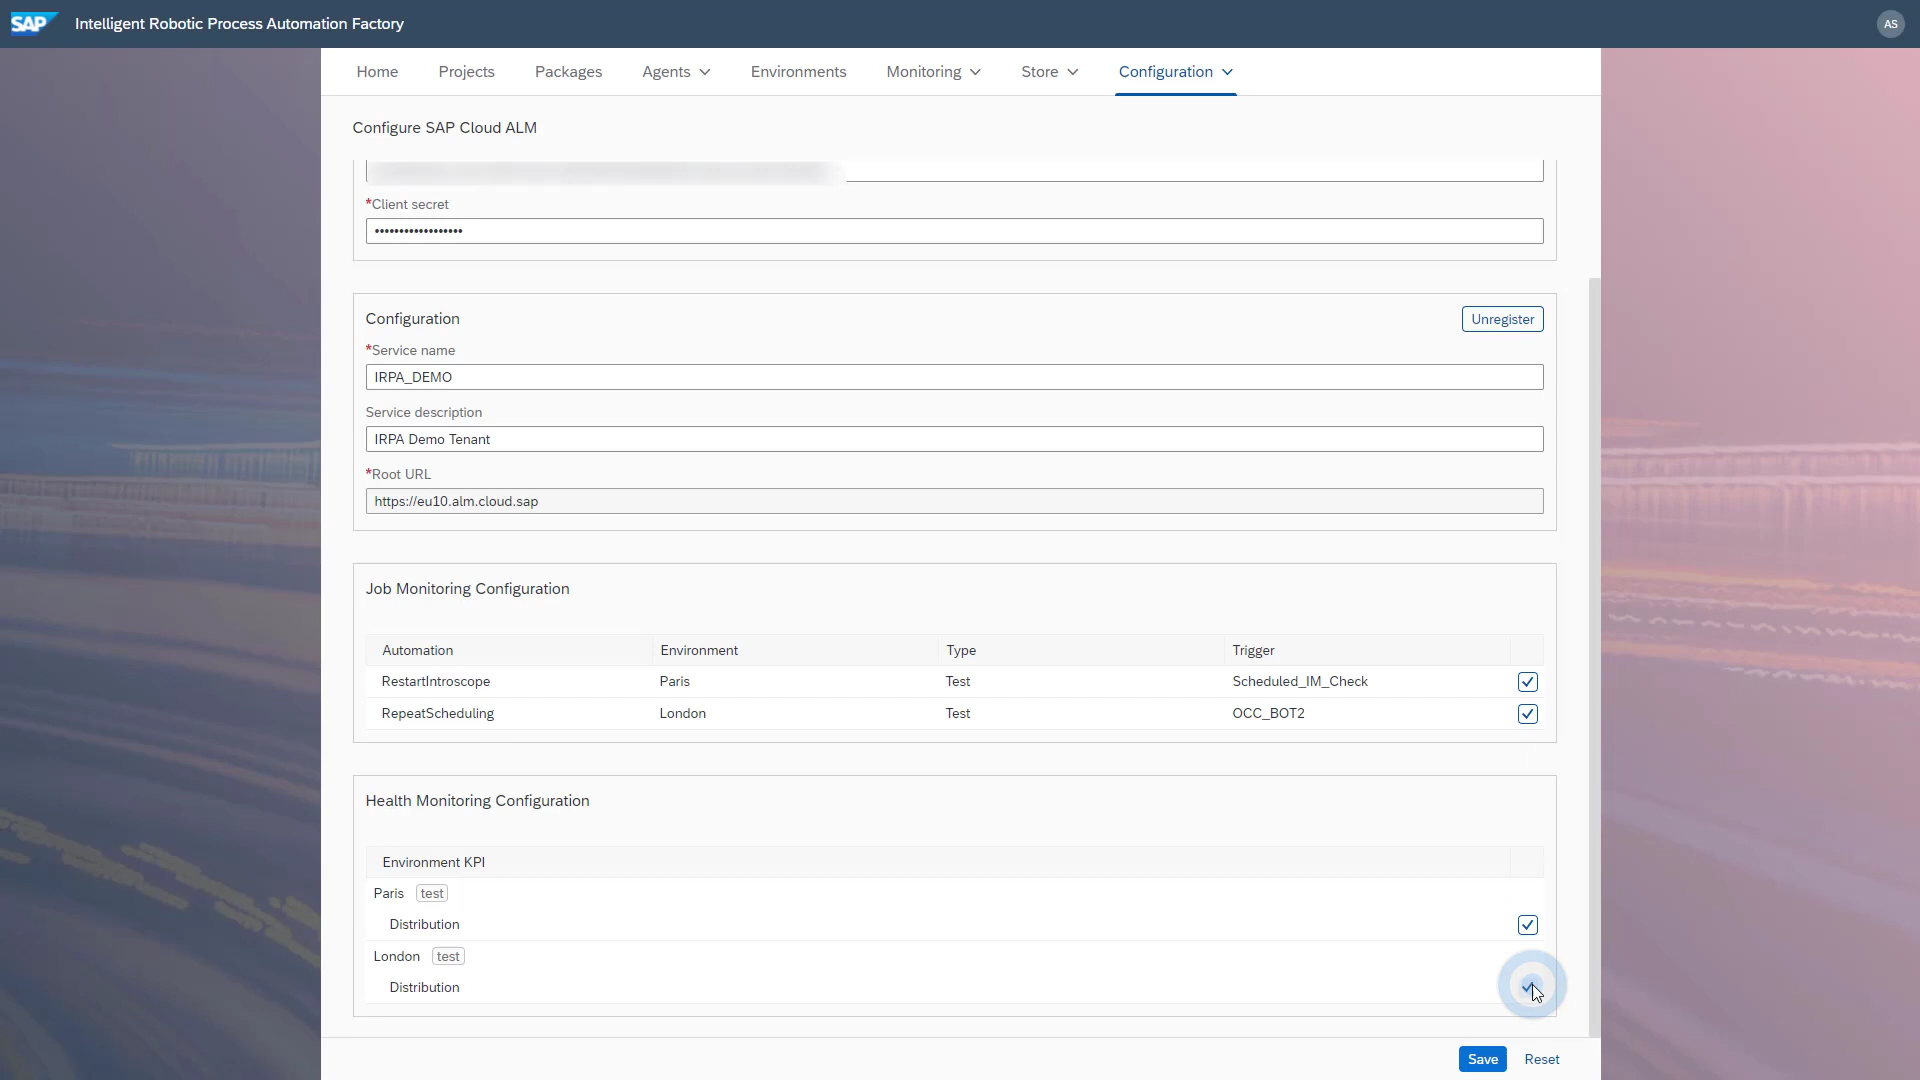 SAP Intelligent Robotic Process Automation Factory AS
Home Projects Packages Agents Environments Monitoring Store Configuration
Configure SAP Cloud ALM
*Client secret
••••••••••••••••••
Configuration Unregister
*Service name
IRPA_DEMO
Service description
IRPA Demo Tenant
*Root URL
https://eu10.alm.cloud.sap
Job Monitoring Configuration
Automation Environment Type Trigger
RestartIntroscope Paris Test Scheduled_IM_Check
RepeatScheduling London Test OCC_BOT2
Health Monitoring Configuration
Environment KPI
Paris test
Distribution
London test
Distribution
Save Reset